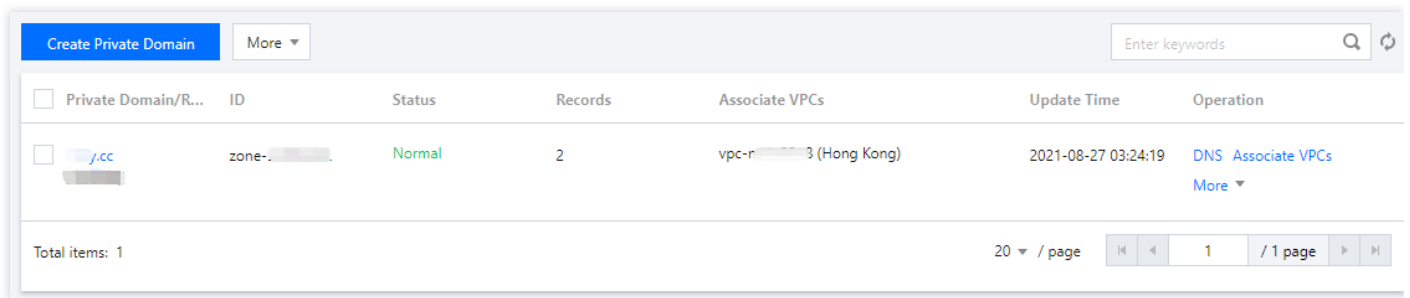 Create Private Domain More Enter keywords
Private Domain/R... ID Status Records Associate VPCs Update Time Operation
y.cc zone- Normal 2 vpc- (Hong Kong) 2021-08-27 03:24:19 DNS Associate VPCs
More
Total items: 1 20 / page 1 / 1 page